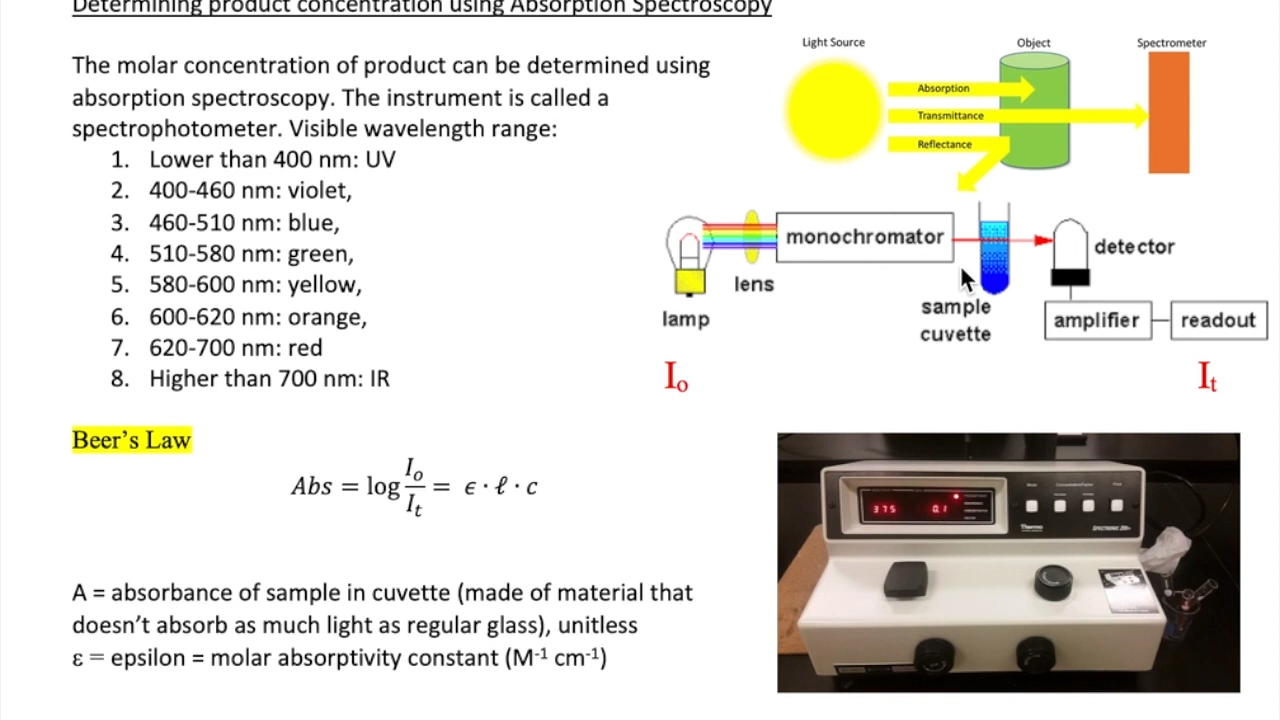 Determining product concentration using Absorption Spectroscopy
The molar concentration of product can be determined using
absorption spectroscopy. The instrument is called a
spectrophotometer. Visible wavelength range:
1. Lower than 400 nm: UV
2. 400-460 nm: violet,
3. 460-510 nm: blue,
4. 510-580 nm: green,
5. 580-600 nm: yellow,
6. 600-620 nm: orange,
7. 620-700 nm: red
8. Higher than 700 nm: IR
Light Source
Object
Spectrometer
Absorption
Transmittance
Reflectance
monochromator
detector
lens
lamp
sample
cuvette
amplifier
readout
Iₒ
Iₜ
Beer's Law
Abs = log Iₒ/Iₜ = ϵ · ℓ · c
A = absorbance of sample in cuvette (made of material that
doesn't absorb as much light as regular glass), unitless
ε = epsilon = molar absorptivity constant (M⁻¹ cm⁻¹)
375 0.1
Thermo